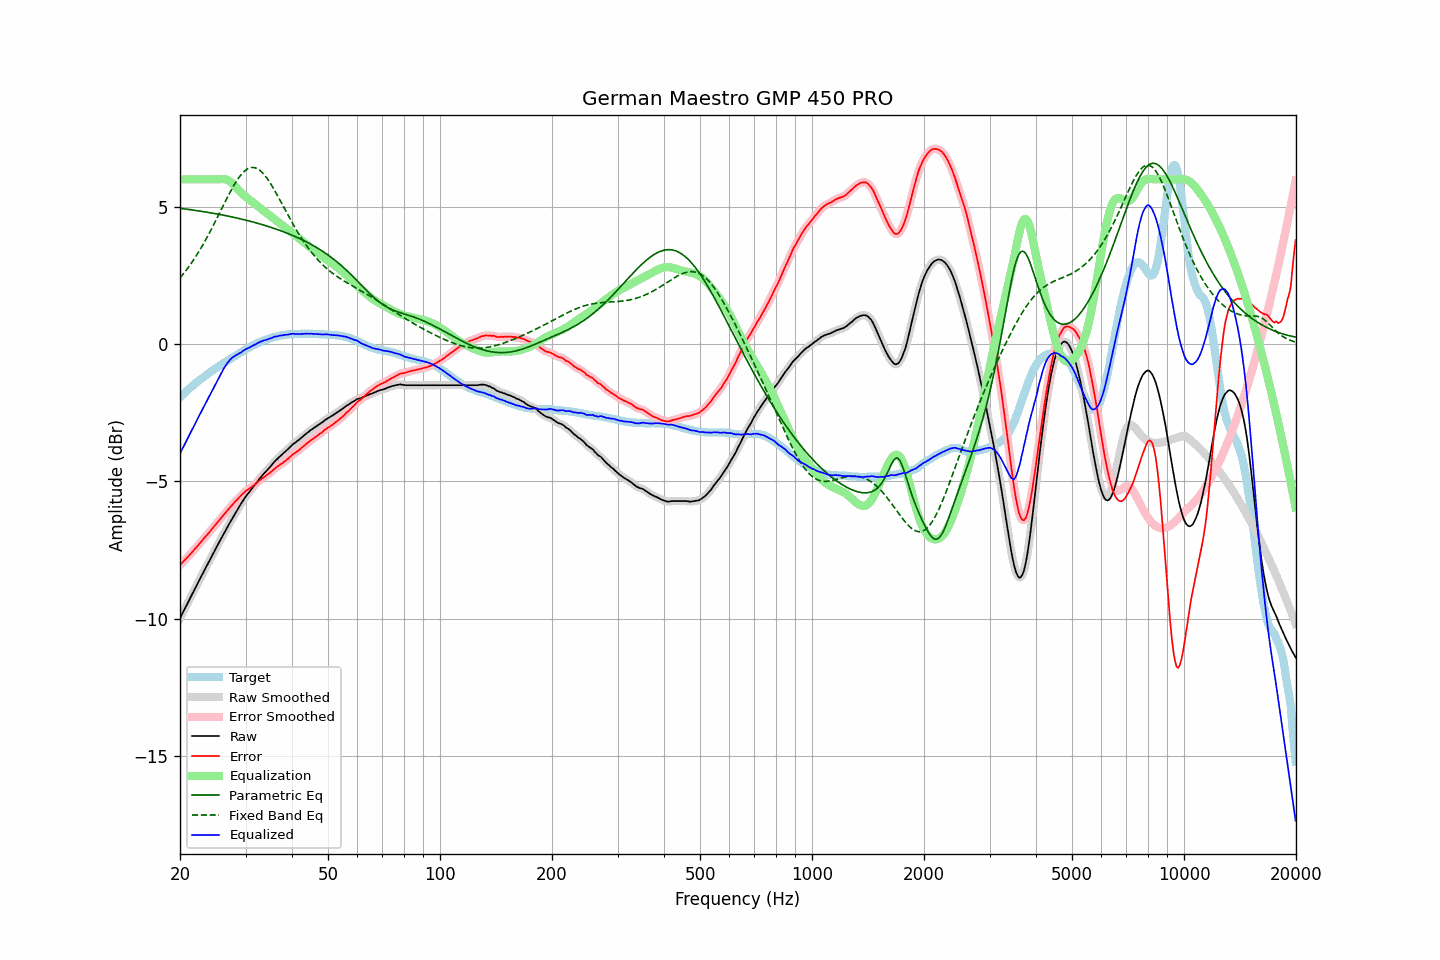 German Maestro GMP 450 PRO
Amplitude (dBr)
5
0
−5
−10
−15
Target
Raw Smoothed
Error Smoothed
Raw
Error
Equalization
Parametric Eq
Fixed Band Eq
Equalized
20
50
100
200
500
1000
2000
5000
10000
20000
Frequency (Hz)